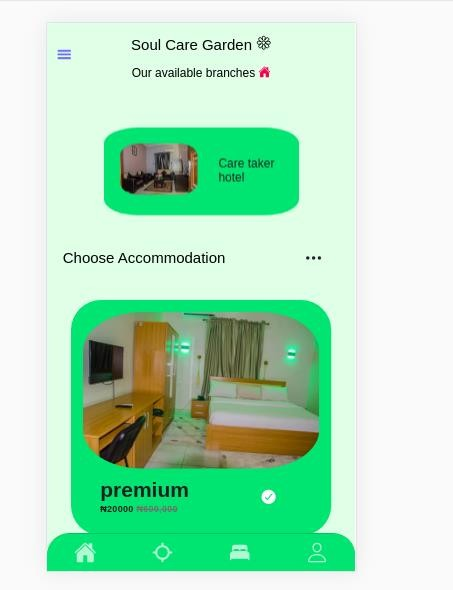 Soul Care Garden
Our available branches
Care taker
hotel
Choose Accommodation
premium
₦20000 ₦600,000